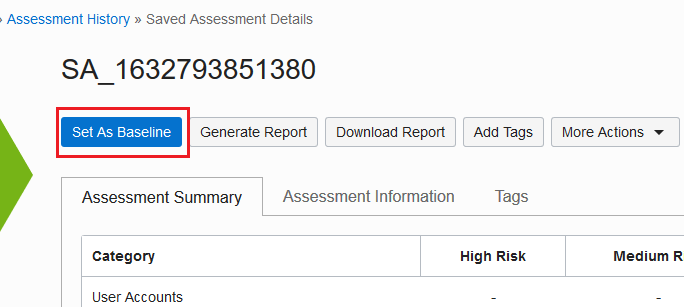 » Assessment History » Saved Assessment Details
SA_1632793851380
Set As Baseline Generate Report Download Report Add Tags More Actions
Assessment Summary Assessment Information Tags
Category High Risk Medium R
User Accounts - -